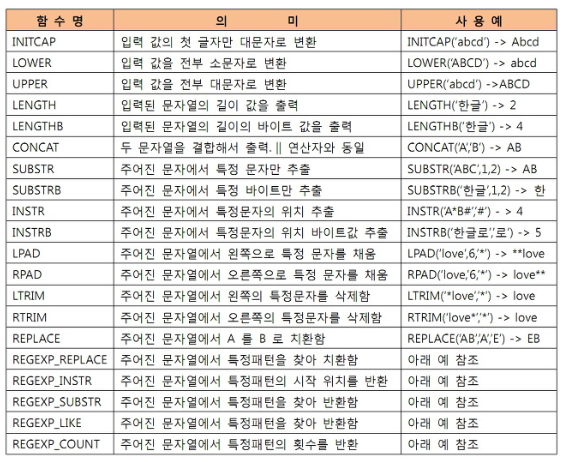 함 수 명 의 미 사 용 예
INITCAP 입력 값의 첫 글자만 대문자로 변환 INITCAP('abcd') -> Abcd
LOWER 입력 값을 전부 소문자로 변환 LOWER('ABCD') -> abcd
UPPER 입력 값을 전부 대문자로 변환 UPPER('abcd') ->ABCD
LENGTH 입력된 문자열의 길이 값을 출력 LENGTH('한글') -> 2
LENGTHB 입력된 문자열의 길이의 바이트 값을 출력 LENGTHB('한글') -> 4
CONCAT 두 문자열을 결합해서 출력. || 연산자와 동일 CONCAT('A','B') -> AB
SUBSTR 주어진 문자에서 특정 문자만 추출 SUBSTR('ABC',1,2) -> AB
SUBSTRB 주어진 문자에서 특정 바이트만 추출 SUBSTRB('한글',1,2) -> 한
INSTR 주어진 문자에서 특정문자의 위치 추출 INSTR('A*B#','#') - > 4
INSTRB 주어진 문자에서 특정문자의 위치 바이트값 추출 INSTRB('한글로','로') -> 5
LPAD 주어진 문자열에서 왼쪽으로 특정 문자를 채움 LPAD('love',6,'*') -> **love
RPAD 주어진 문자열에서 오른쪽으로 특정 문자를 채움 RPAD('love,'6,'*') -> love**
LTRIM 주어진 문자열에서 왼쪽의 특정문자를 삭제함 LTRIM('*love','*') -> love
RTRIM 주어진 문자열에서 오른쪽의 특정문자를 삭제함 RTRIM('love*','*') -> love
REPLACE 주어진 문자열에서 A 를 B 로 치환함 REPLACE('AB','A','E') -> EB
REGEXP_REPLACE 주어진 문자열에서 특정패턴을 찾아 치환함 아래 예 참조
REGEXP_INSTR 주어진 문자열에서 특정패턴의 시작 위치를 반환 아래 예 참조
REGEXP_SUBSTR 주어진 문자열에서 특정패턴을 찾아 반환함 아래 예 참조
REGEXP_LIKE 주어진 문자열에서 특정패턴을 찾아 반환함 아래 예 참조
REGEXP_COUNT 주어진 문자열에서 특정패턴의 횟수를 반환 아래 예 참조